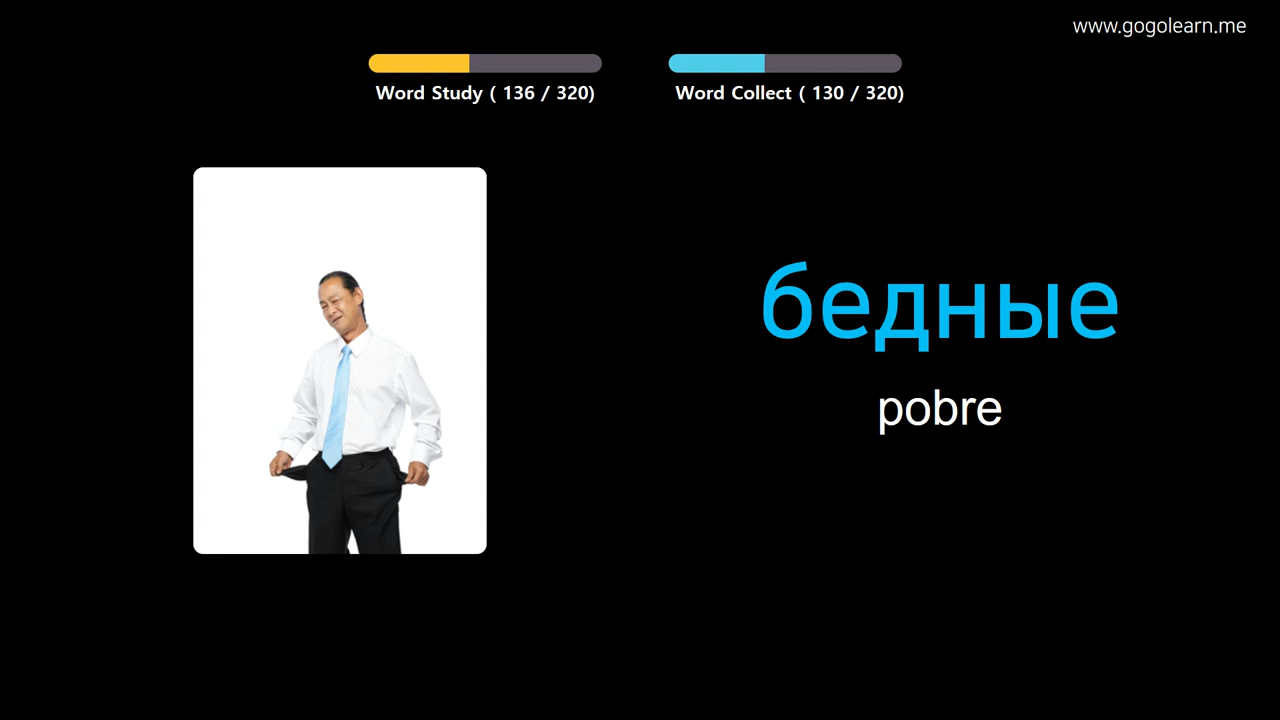 www.gogolearn.me
Word Study ( 136 / 320)
Word Collect ( 130 / 320)
бедные
pobre